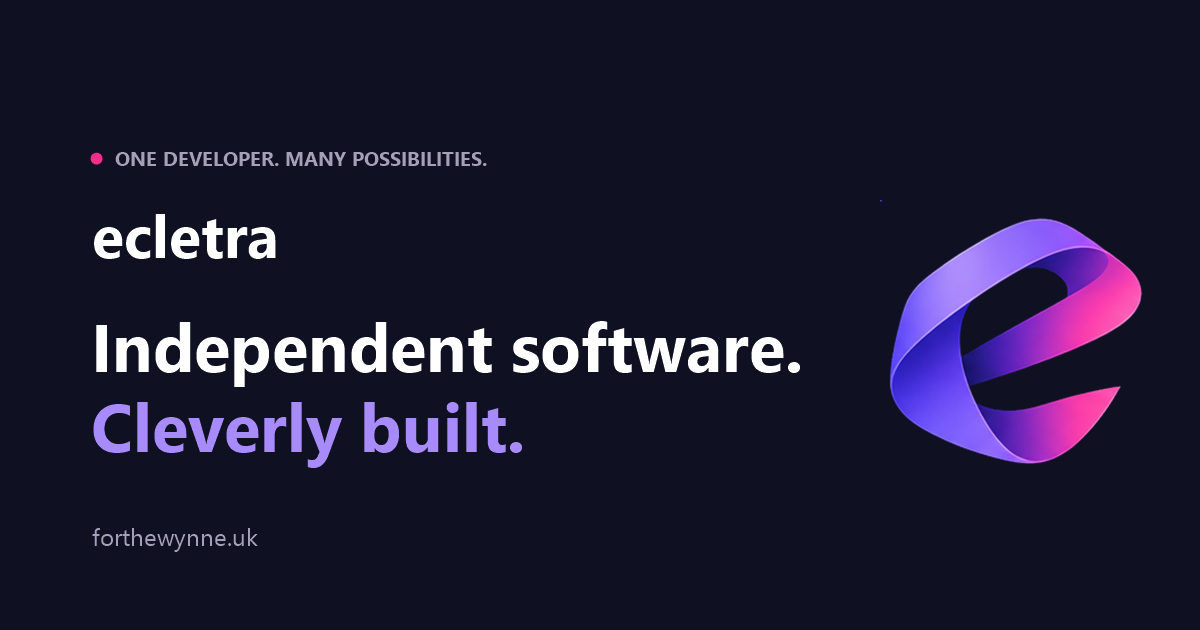 ONE DEVELOPER. MANY POSSIBILITIES.
ecletra
Independent software.
Cleverly built.
forthewynne.uk